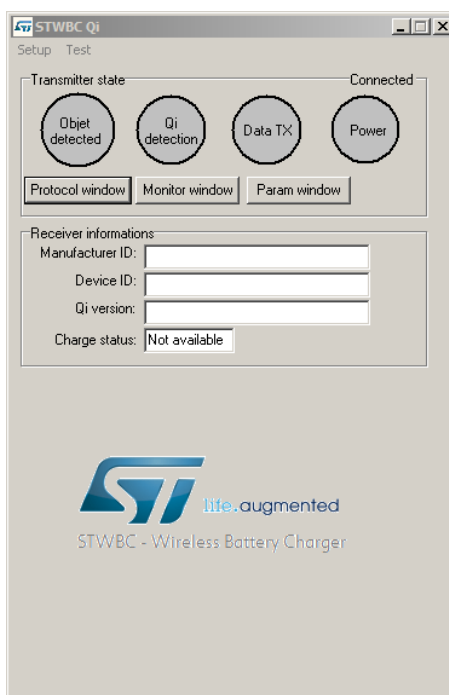 STWBC Qi
Setup Test
Transmitter state Connected
Objet detected
Qi detection
Data TX
Power
Protocol window Monitor window Param window
Receiver informations
Manufacturer ID:
Device ID:
Qi version:
Charge status: Not available
ST life.augmented
STWBC - Wireless Battery Charger